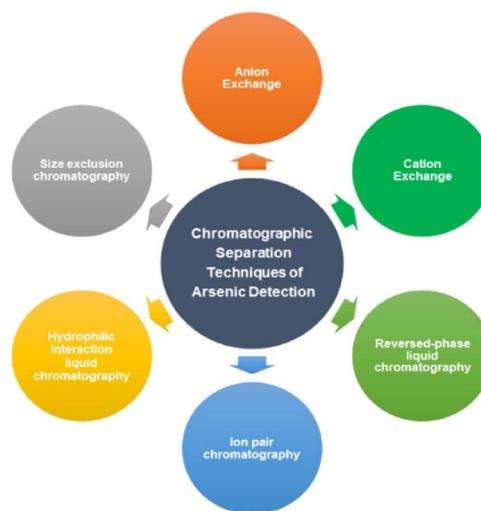 Anion
Exchange
Size exclusion
chromatography
Cation
Exchange
Chromatographic
Separation
Techniques of
Arsenic Detection
Hydrophilic
interaction
liquid
chromatography
Reversed-phase
liquid
chromatography
Ion pair
chromatography